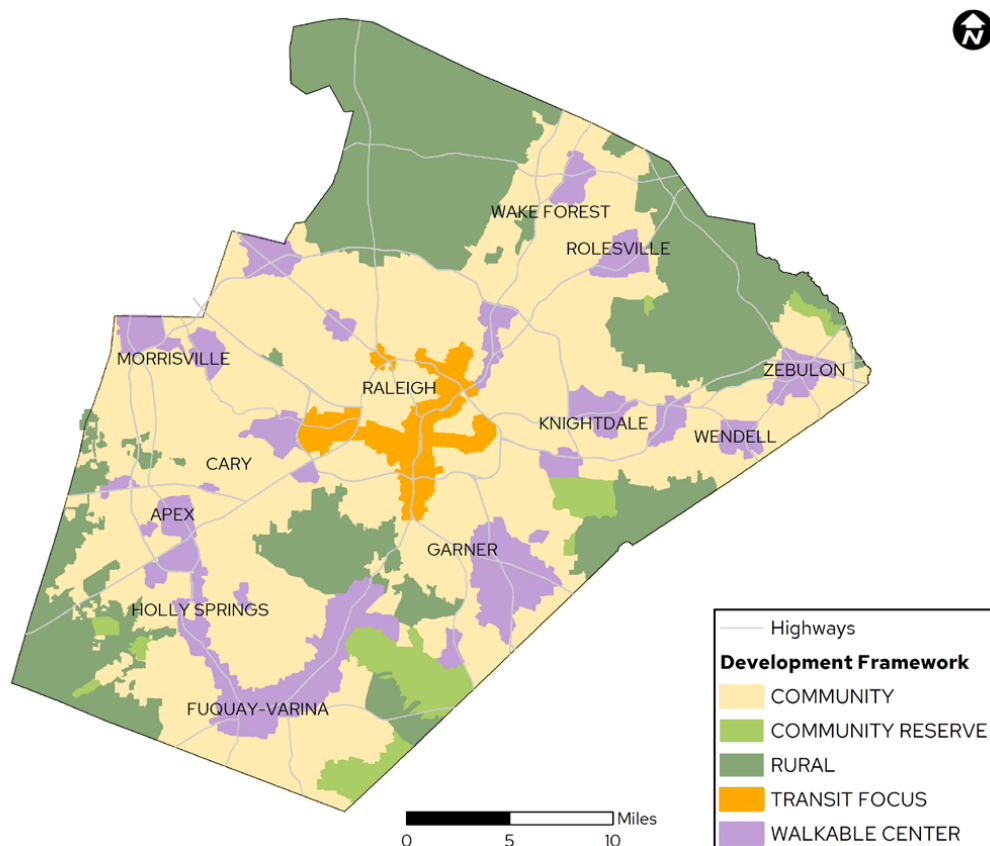 N
WAKE FOREST
ROLESVILLE
MORRISVILLE
ZEBULON
RALEIGH
KNIGHTDALE
WENDELL
CARY
APEX
GARNER
HOLLY SPRINGS
FUQUAY-VARINA
Highways
Development Framework
COMMUNITY
COMMUNITY RESERVE
RURAL
TRANSIT FOCUS
WALKABLE CENTER
Miles
0 5 10